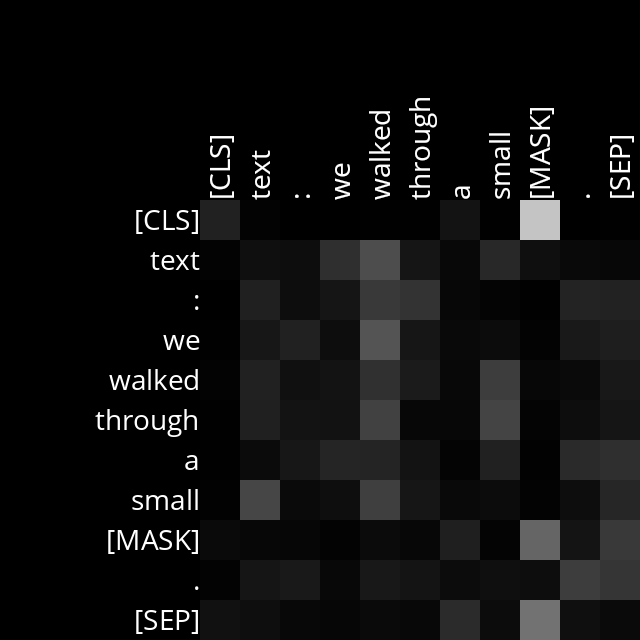 [CLS] text : we walked through a small [MASK] . [SEP]
[CLS]
text
:
we
walked
through
a
small
[MASK]
.
[SEP]